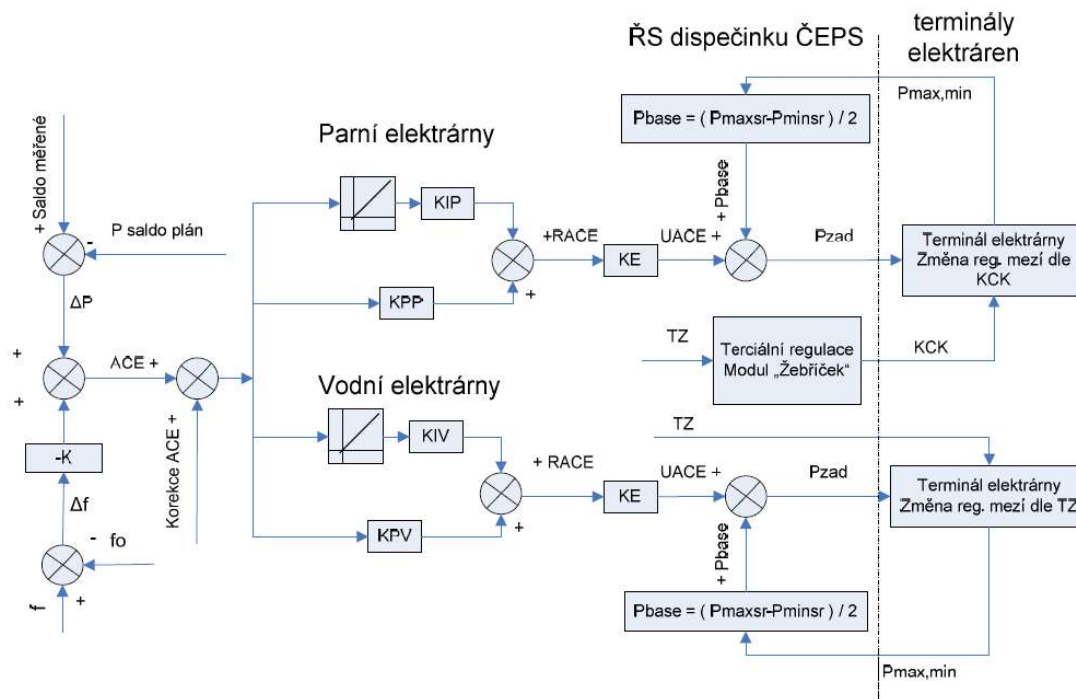 ŘS dispečinku ČEPS
terminály
elektráren
Pmax,min
Pbase = ( Pmaxsr-Pminsr ) / 2
+ Saldo měřené
Parní elektrárny
+ Pbase
KIP
P saldo plán
-
+RAČE
UAČE +
Pzad
KE
Terminál elektrárny
Změna reg. mezí dle
KCK
ΔP
KPP
+
+
AČE +
TZ
Terciální regulace
Modul „Žebříček“
KCK
+
Vodní elektrárny
-K
Korekce ACE +
KIV
TZ
+ RACE
UACE +
Pzad
KE
Terminál elektrárny
Změna reg. mezí dle TZ
Δf
KPV
+
- fo
+ Pbase
f
+
Pbase = ( Pmaxsr-Pminsr ) / 2
Pmax,min